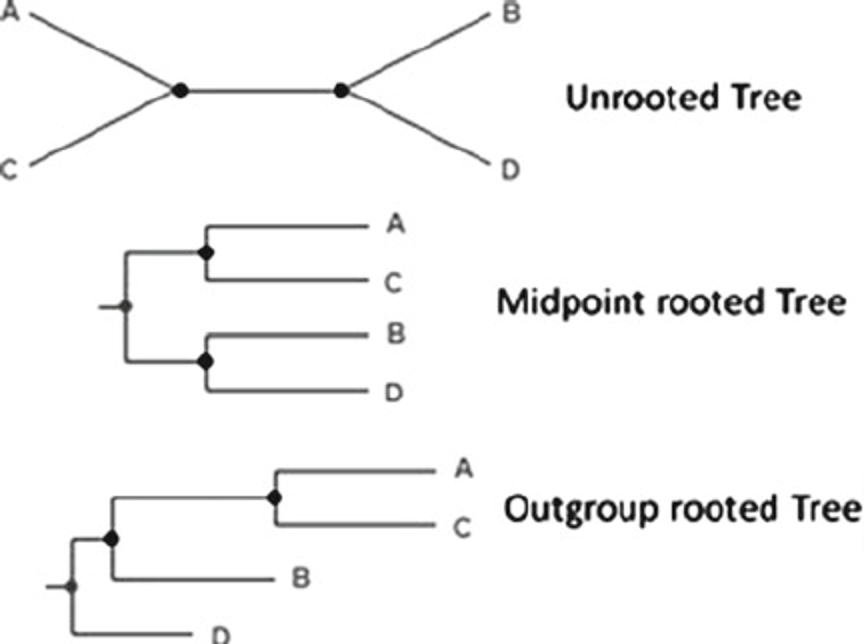 A
B
Unrooted Tree
C
D
A
C
Midpoint rooted Tree
B
D
A
Outgroup rooted Tree
C
B
D